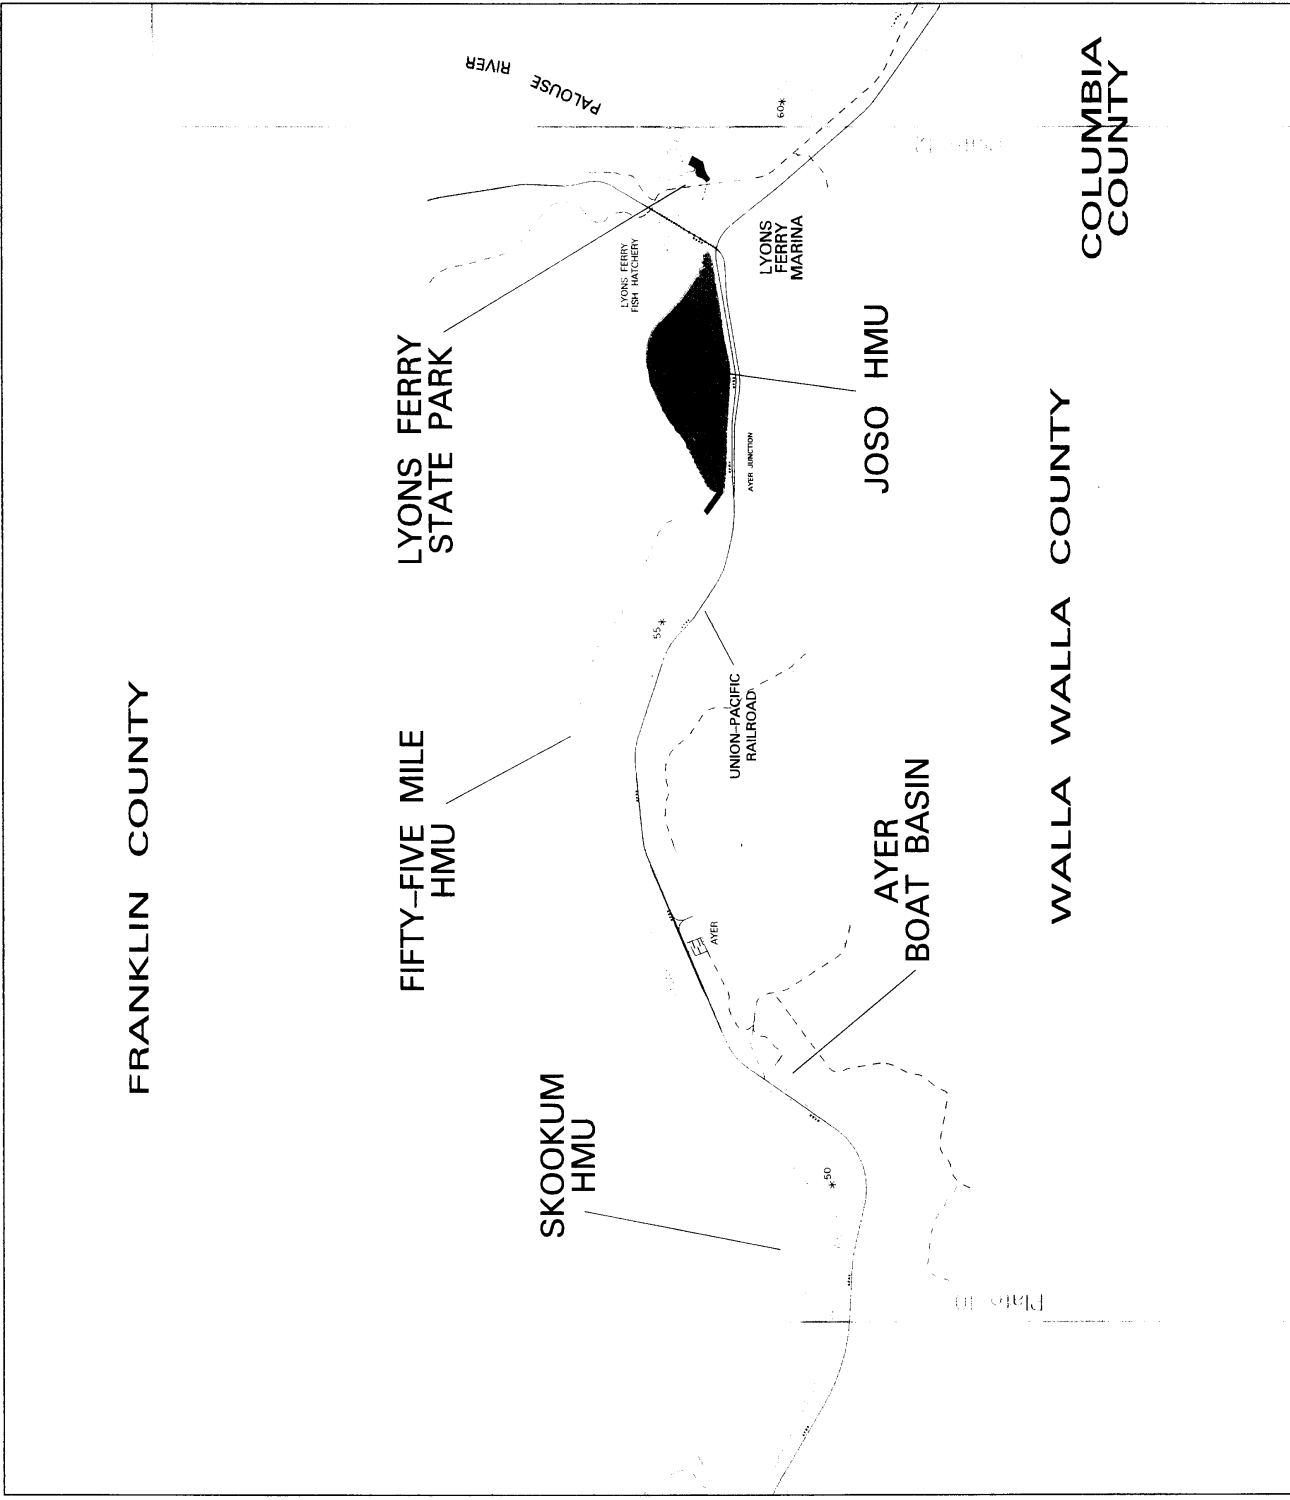 FRANKLIN COUNTY
PALOUSE RIVER
60*
COLUMBIA
COUNTY
LYONS FERRY
STATE PARK
LYONS FERRY
FISH HATCHERY
LYONS
FERRY
MARINA
JOSO HMU
AYER JUNCTION
55*
FIFTY-FIVE MILE
HMU
UNION-PACIFIC
RAILROAD
WALLA WALLA COUNTY
AYER
AYER
BOAT BASIN
SKOOKUM
HMU
*50
Plate 10